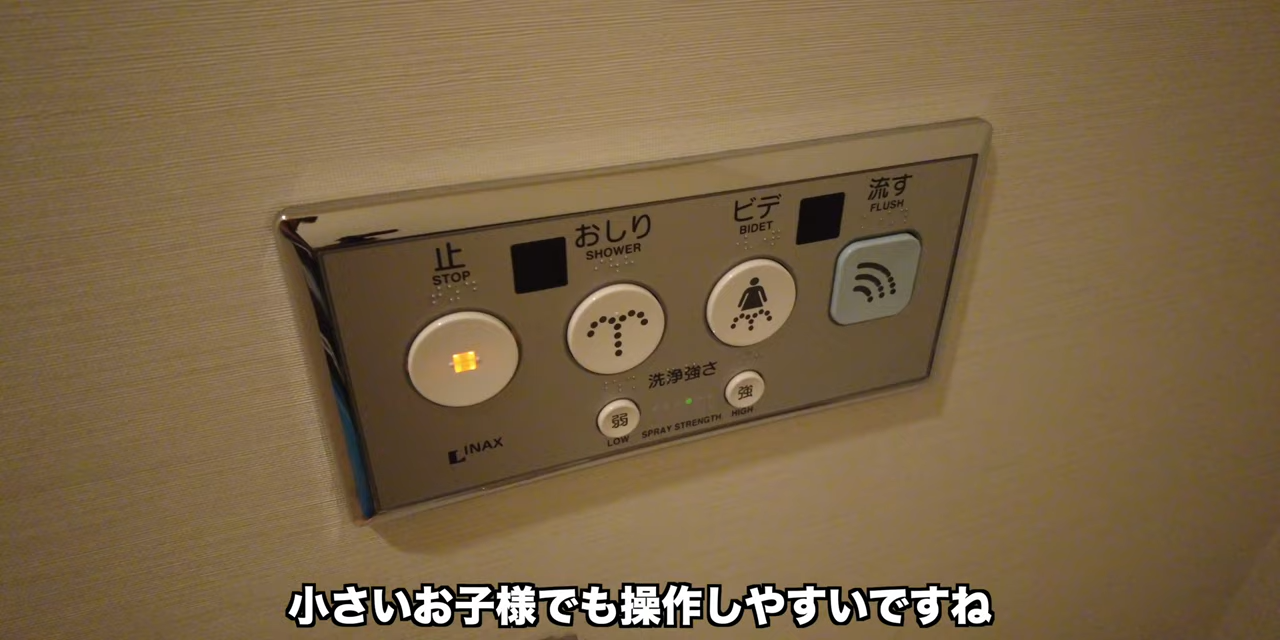 止
STOP
おしり
SHOWER
ビデ
BIDET
流す
FLUSH
洗浄強さ
弱
強
LOW
SPRAY STRENGTH
HIGH
INAX
小さいお子様でも操作しやすいですね